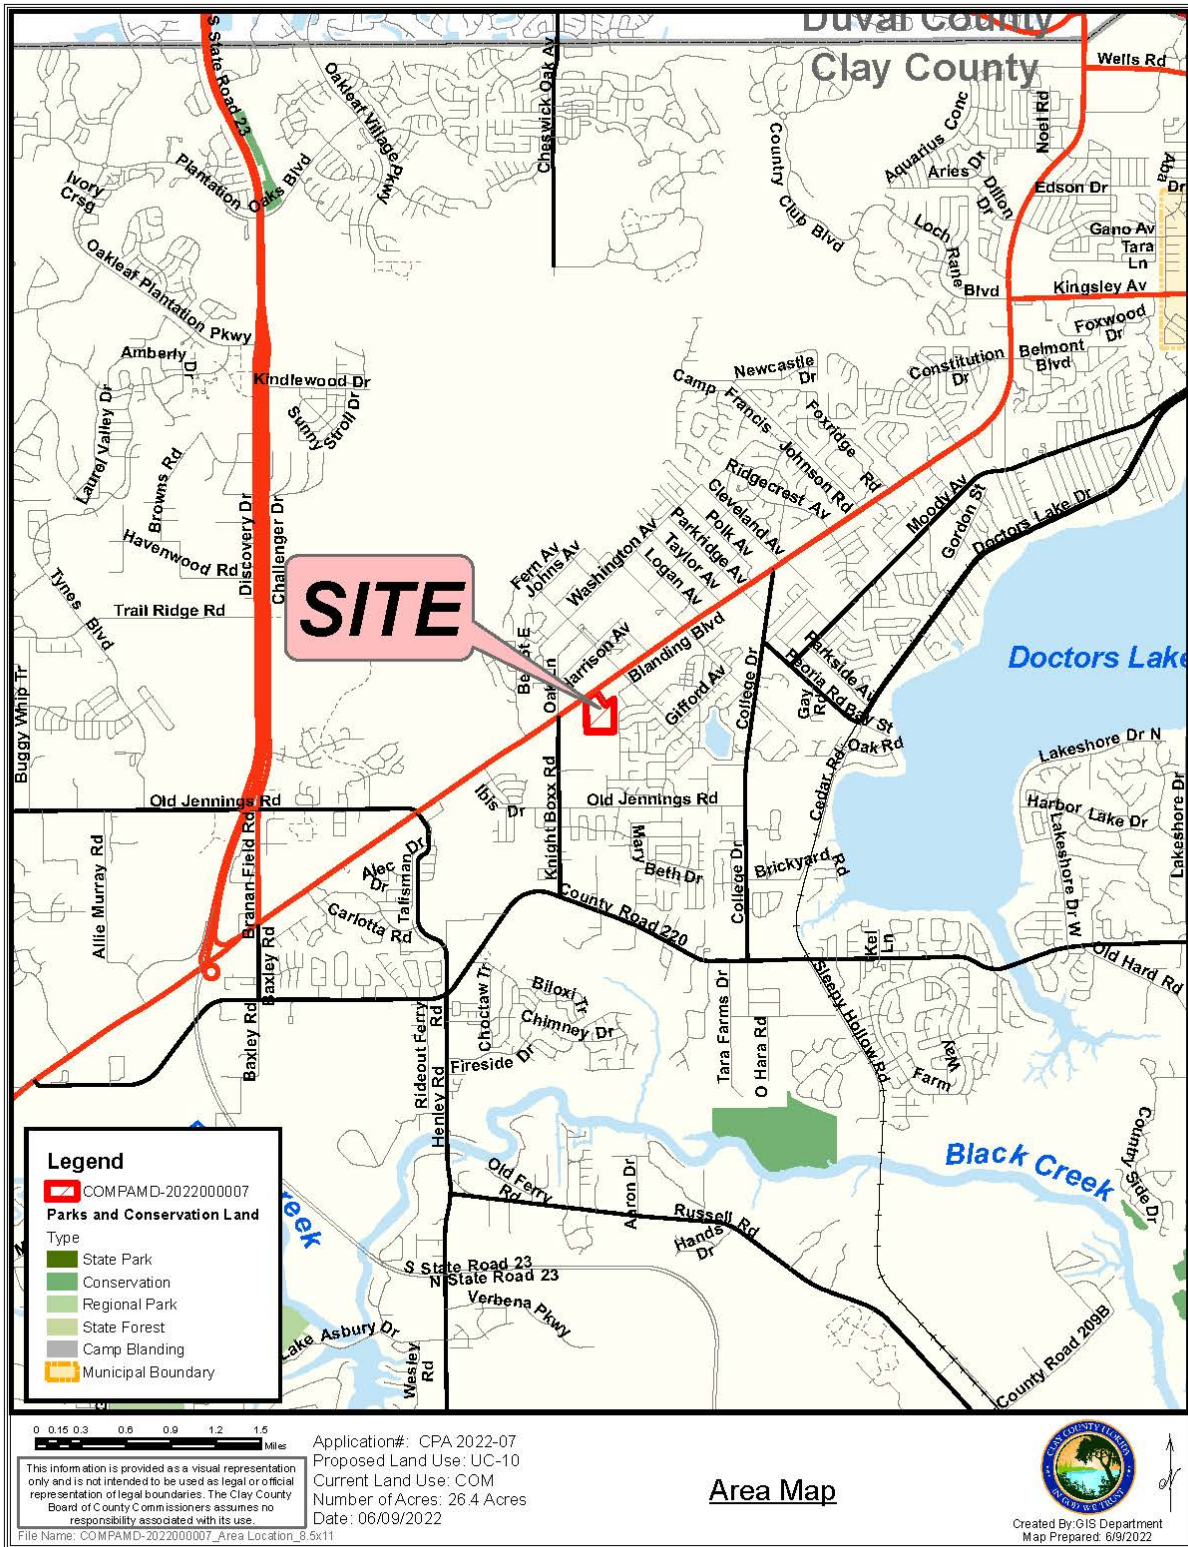 Duval County
Clay County
Wells Rd
S State Road 23
Oakleaf Village Pkwy
Cheswick Oak Av
Country Club Blvd
Aquarius Conc
Noel Rd
Aries Dr
Dillon Dr
Edson Dr
Aba
Dr
Plantation Oaks Blvd
Ivory
Crsg
Loch Rane
Blvd
Gano Av
Tara
Ln
Kingsley Av
Oakleaf Plantation Pkwy
Foxwood
Dr
Amberly Dr
Kindlewood Dr
Sunny Stroll Dr
Newcastle
Dr
Constitution
Dr
Belmont
Blvd
Camp Francis Johnson Rd
Foxridge Rd
Laurel Valley Dr
Browns Rd
Ridgecrest Av
Cleveland Av
Polk Av
Parkridge Av
Taylor Av
Logan Av
Moody Av
Gordon St
Doctors Lake Dr
Discovery Dr
Challenger Dr
Havenwood Rd
Fern Av
Johns Av
Washington Av
Tynes Blvd
Trail Ridge Rd
SITE
Harrison Av
Blanding Blvd
Gifford Av
College Dr
Parkside Av
Peoria Rd
Bay St
Gay
Rd
Oak Rd
Doctors Lake
Oak Ln
Buggy Whip Tr
Lakeshore Dr N
Cedar Rd
Old Jennings Rd
Ibis Dr
Old Jennings Rd
Knight Boxx Rd
Harbor Lake Dr
Lakeshore Dr W
Lakeshore Dr
Allie Murray Rd
Branan Field Rd
Alec
Dr
Talisman Dr
Carlotta Rd
Mary
Beth Dr
College Dr
Brickyard Rd
County Road 220
Kel
Ln
Old Hard Rd
Baxley Rd
Baxley Rd
Rideout Ferry
Rd
Choctaw Tr
Biloxi Tr
Chimney Dr
Fireside Dr
Tara Farms Dr
O Hara Rd
Sleepy Hollow Rd
Farm Way
Henley Rd
Black Creek
Country Side Dr
Old Ferry
Rd
Aaron Dr
Russell Rd
Hands
Dr
S State Road 23
N State Road 23
Verbena Pkwy
Lake Asbury Dr
Wesley
Rd
County Road 209B
reek
Legend
COMPAMD-2022000007
Parks and Conservation Land
Type
State Park
Conservation
Regional Park
State Forest
Camp Blanding
Municipal Boundary
0 0.15 0.3 0.6 0.9 1.2 1.5
Miles
This information is provided as a visual representation
only and is not intended to be used as legal or official
representation of legal boundaries. The Clay County
Board of County Commissioners assumes no
responsibility associated with its use.
File Name: COMPAMD-2022000007_Area Location_8.5x11
Application#: CPA 2022-07
Proposed Land Use: UC-10
Current Land Use: COM
Number of Acres: 26.4 Acres
Date: 06/09/2022
Area Map
CLAY COUNTY FLORIDA
IN GOD WE TRUST
N
Created By:GIS Department
Map Prepared: 6/9/2022